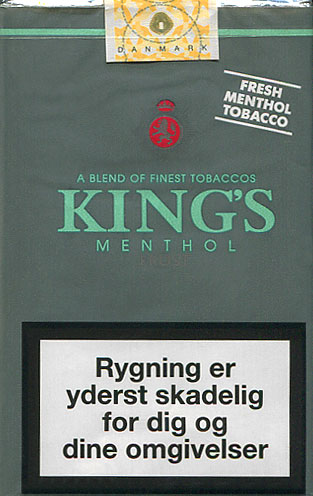 DANMARK
FRESH
MENTHOL
TOBACCO
A BLEND OF FINEST TOBACCOS
KING'S
MENTHOL
Rygning er
yderst skadelig
for dig og
dine omgivelser